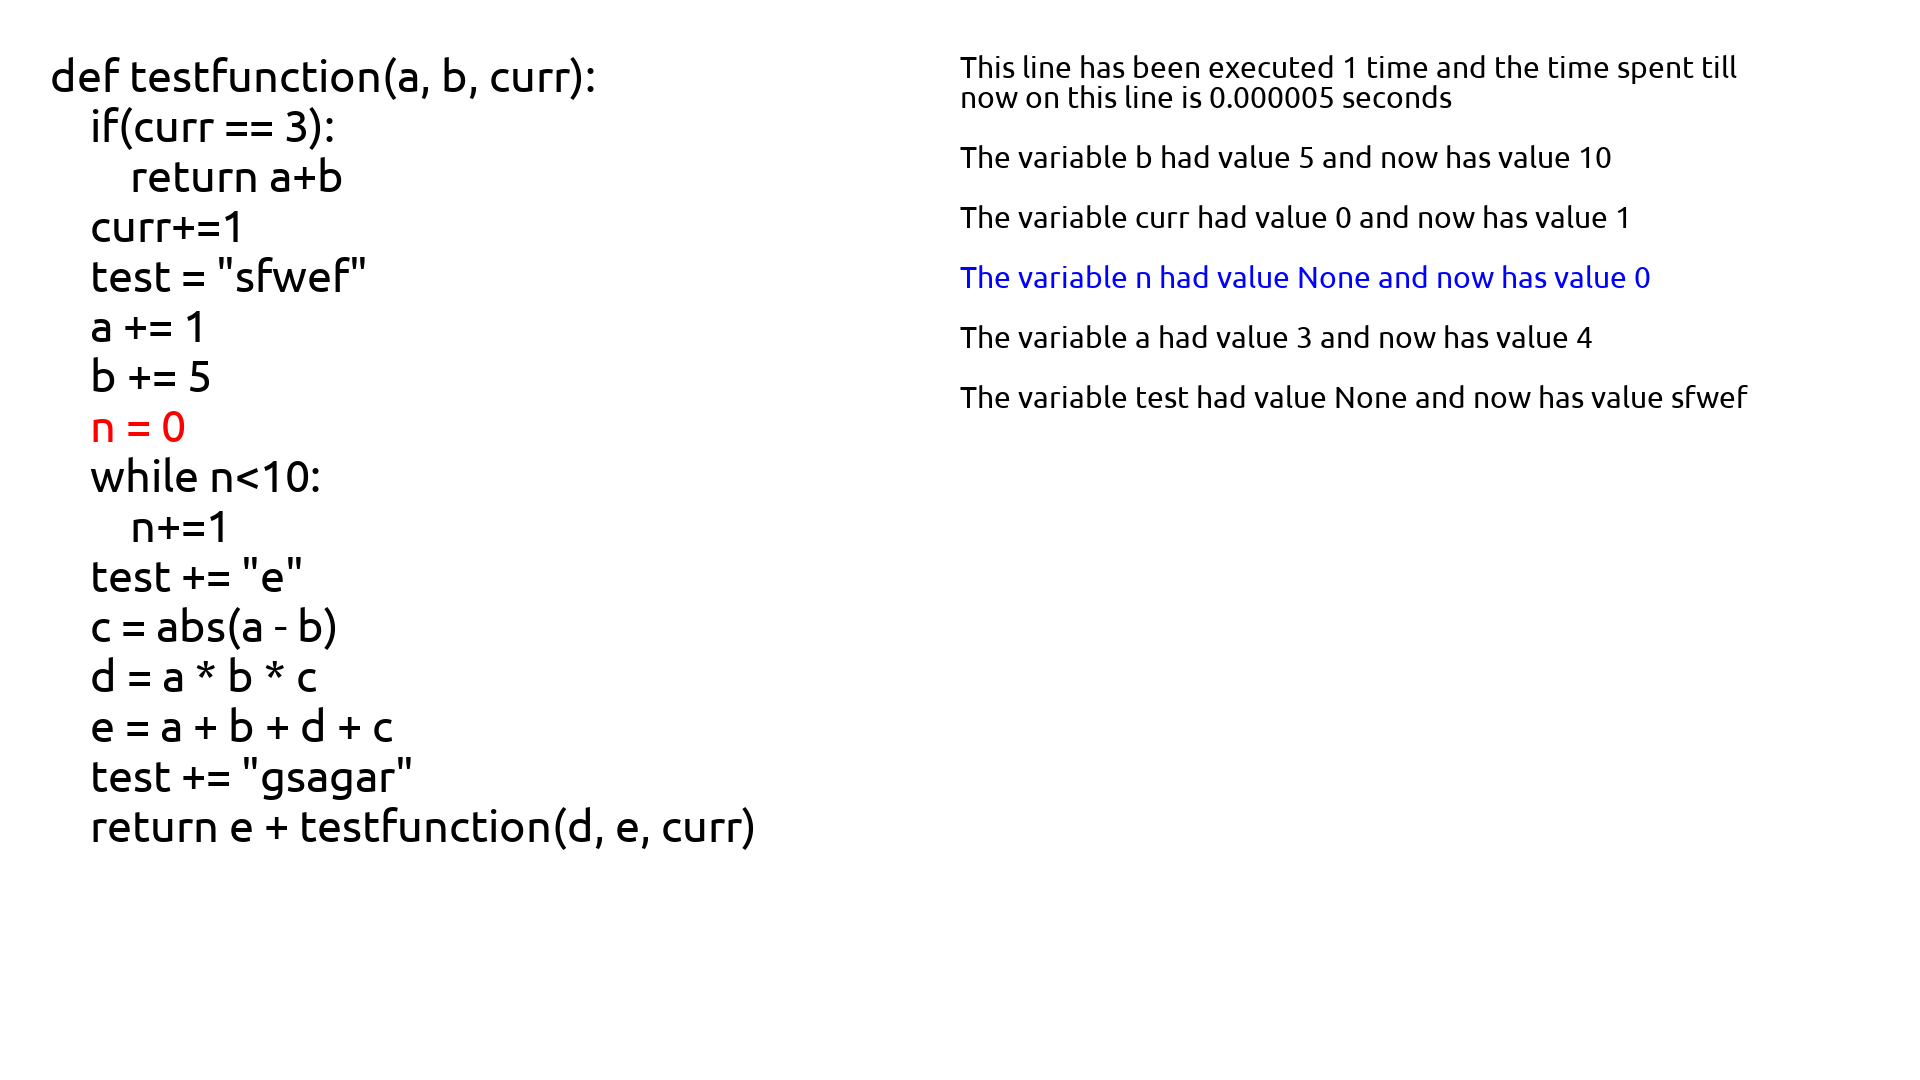 def testfunction(a, b, curr):
    if(curr == 3):
        return a+b
    curr+=1
    test = "sfwef"
    a += 1
    b += 5
    n = 0
    while n<10:
        n+=1
    test += "e"
    c = abs(a - b)
    d = a * b * c
    e = a + b + d + c
    test += "gsagar"
    return e + testfunction(d, e, curr)
This line has been executed 1 time and the time spent till
now on this line is 0.000005 seconds
The variable b had value 5 and now has value 10
The variable curr had value 0 and now has value 1
The variable n had value None and now has value 0
The variable a had value 3 and now has value 4
The variable test had value None and now has value sfwef